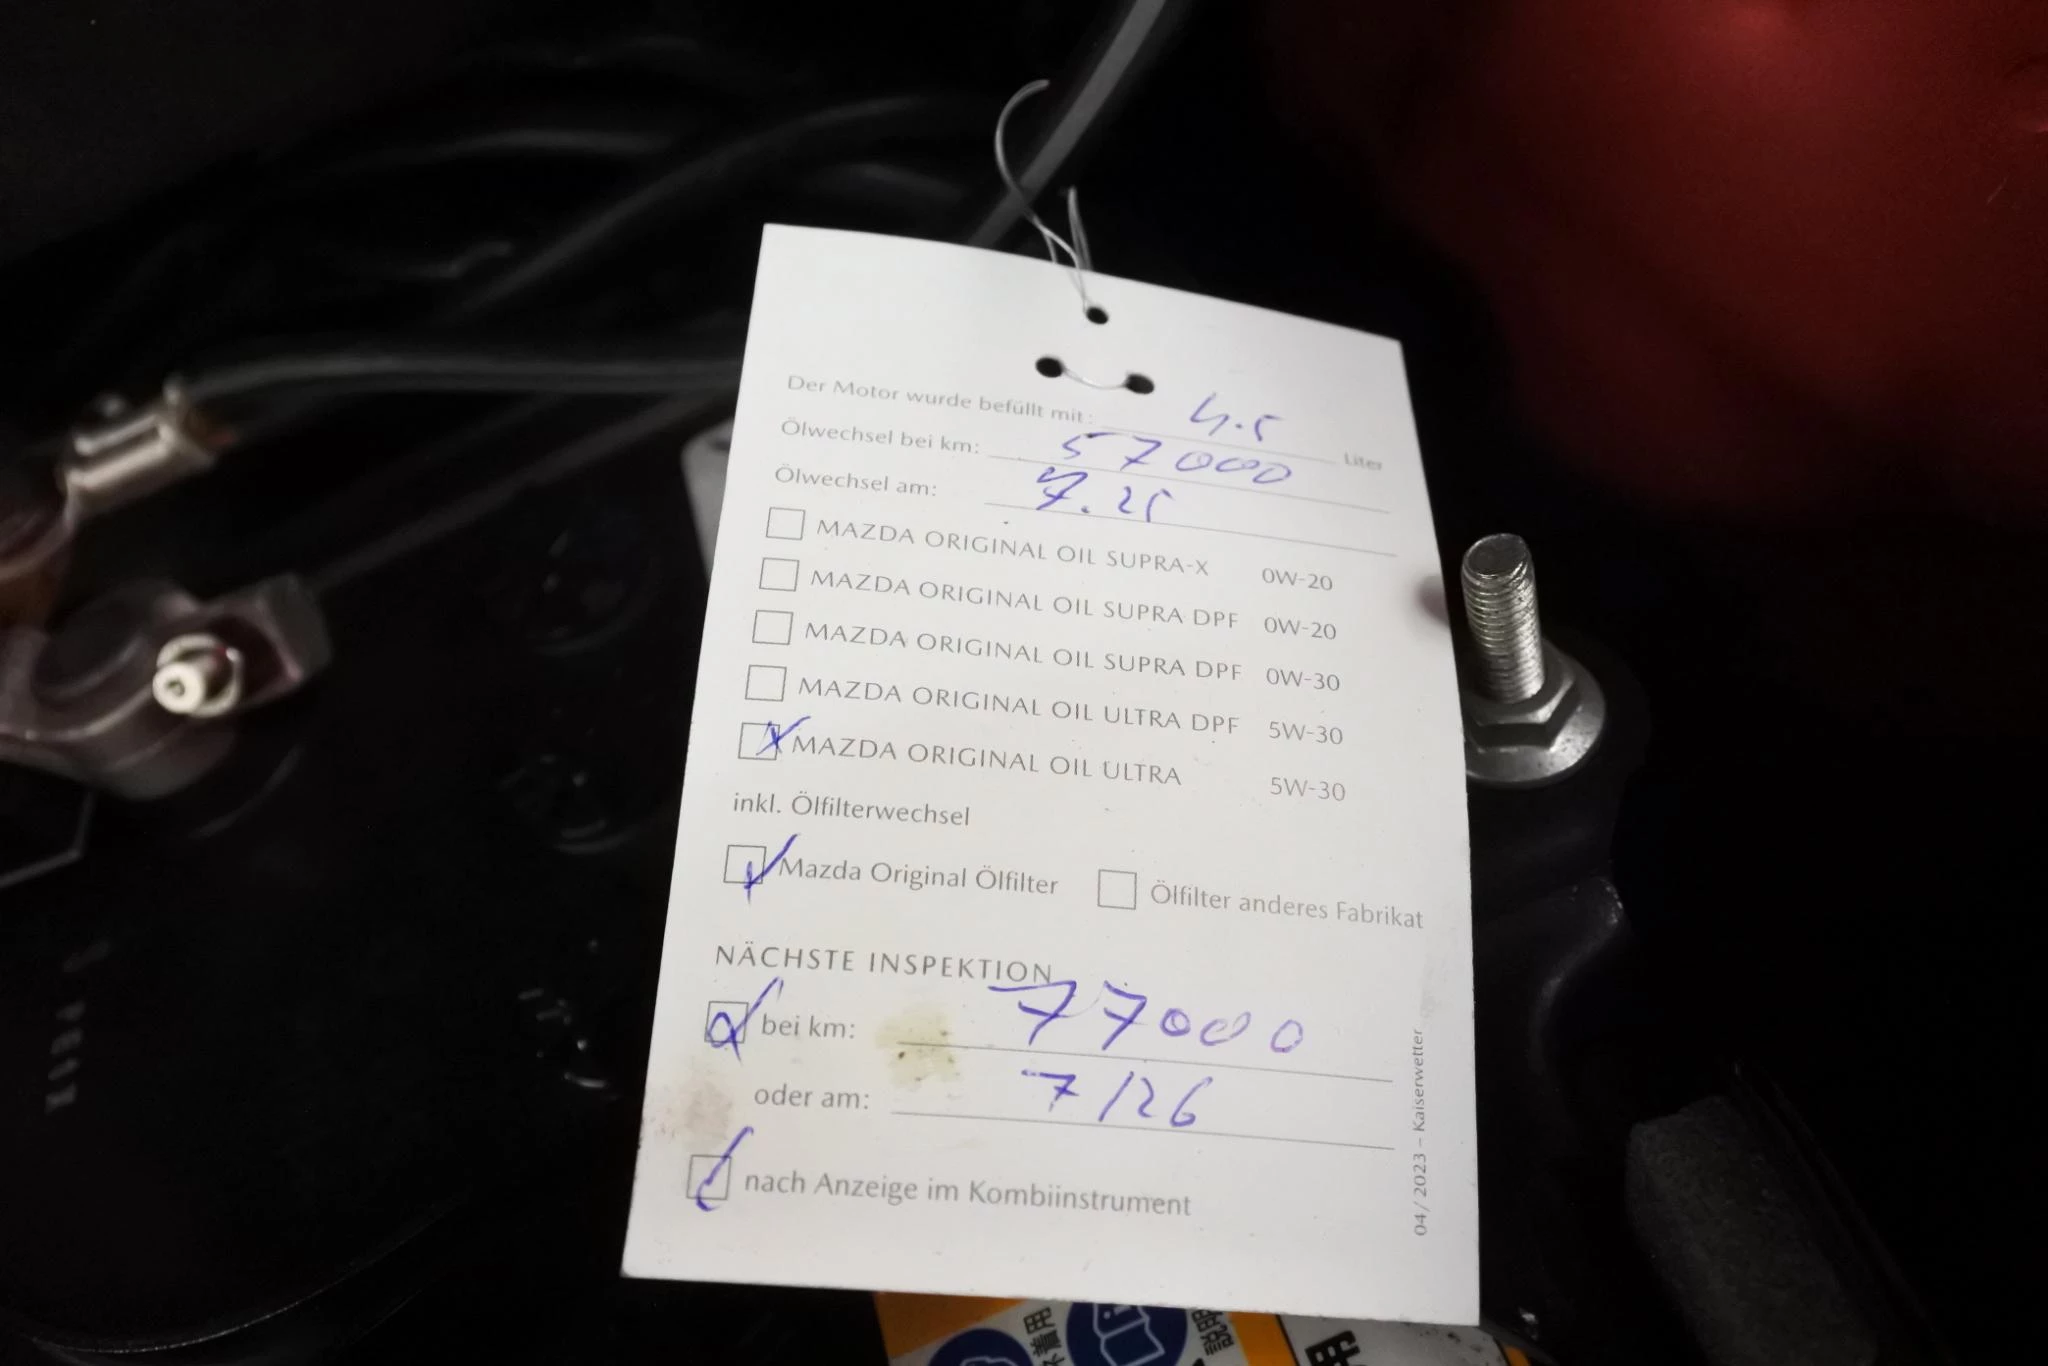 Der Motor wurde befüllt mit: 4.5 Liter
Ölwechsel bei km: 57000
Ölwechsel am: 7.25
MAZDA ORIGINAL OIL SUPRA-X 0W-20
MAZDA ORIGINAL OIL SUPRA DPF 0W-20
MAZDA ORIGINAL OIL SUPRA DPF 0W-30
MAZDA ORIGINAL OIL ULTRA DPF 5W-30
MAZDA ORIGINAL OIL ULTRA 5W-30
inkl. Ölfilterwechsel
Mazda Original Ölfilter Ölfilter anderes Fabrikat
NÄCHSTE INSPEKTION
bei km: 77000
oder am: 7/26
nach Anzeige im Kombiinstrument
04/2023 – Kaiserwetter